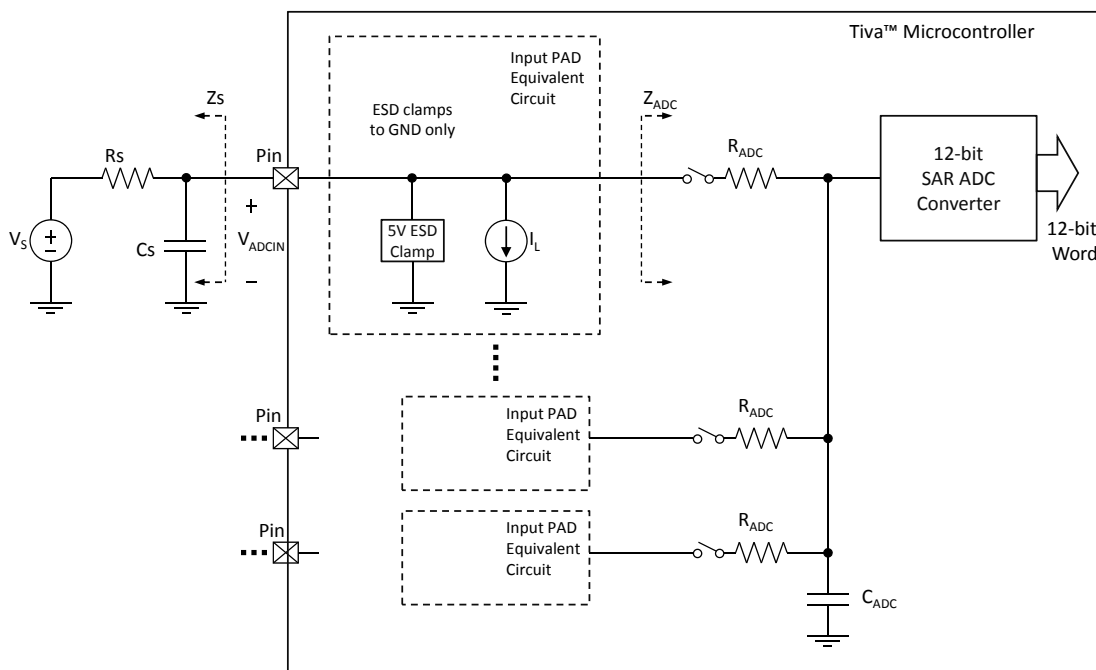 Tiva™ Microcontroller
Input PAD
Equivalent
Circuit
ESD clamps
to GND only
Zs
Z_ADC
Rs
Pin
R_ADC
12-bit
SAR ADC
Converter
V_S
+
−
Cs
+
V_ADCIN
−
5V ESD
Clamp
I_L
12-bit
Word
Pin
Input PAD
Equivalent
Circuit
R_ADC
Pin
Input PAD
Equivalent
Circuit
R_ADC
C_ADC